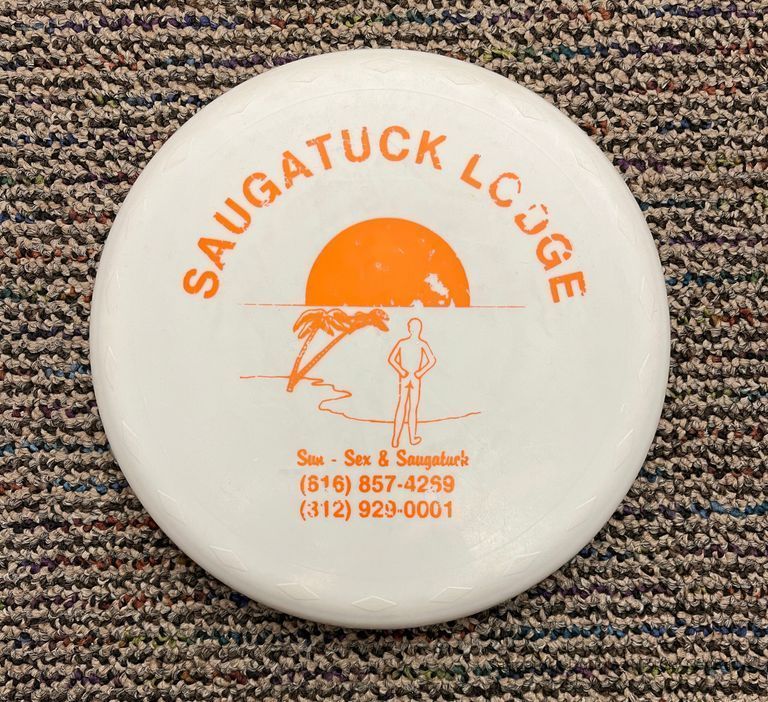 SAUGATUCK LODGE
Sun - Sex & Saugatuck
(616) 857-4269
(312) 929-0001